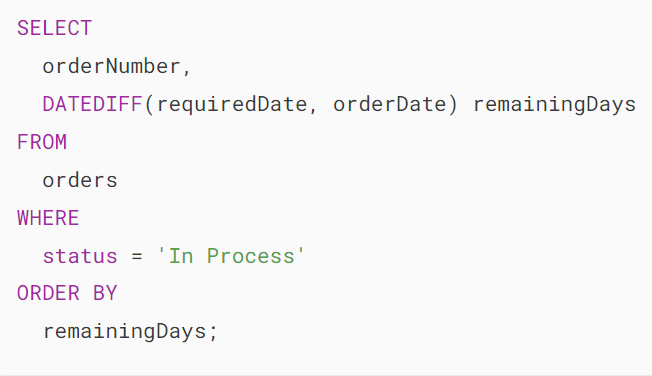 SELECT
  orderNumber,
  DATEDIFF(requiredDate, orderDate) remainingDays
FROM
  orders
WHERE
  status = 'In Process'
ORDER BY
  remainingDays;